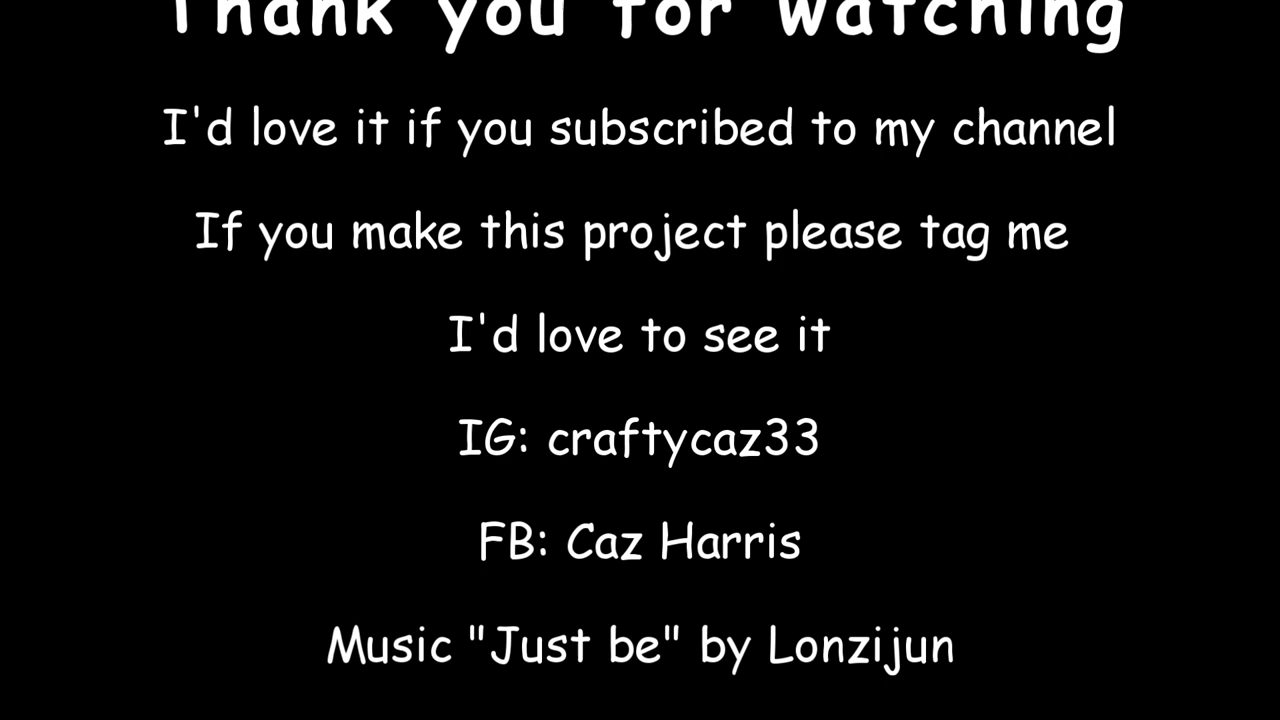 Thank you for watching
I'd love it if you subscribed to my channel
If you make this project please tag me
I'd love to see it
IG: craftycaz33
FB: Caz Harris
Music "Just be" by Lonzijun